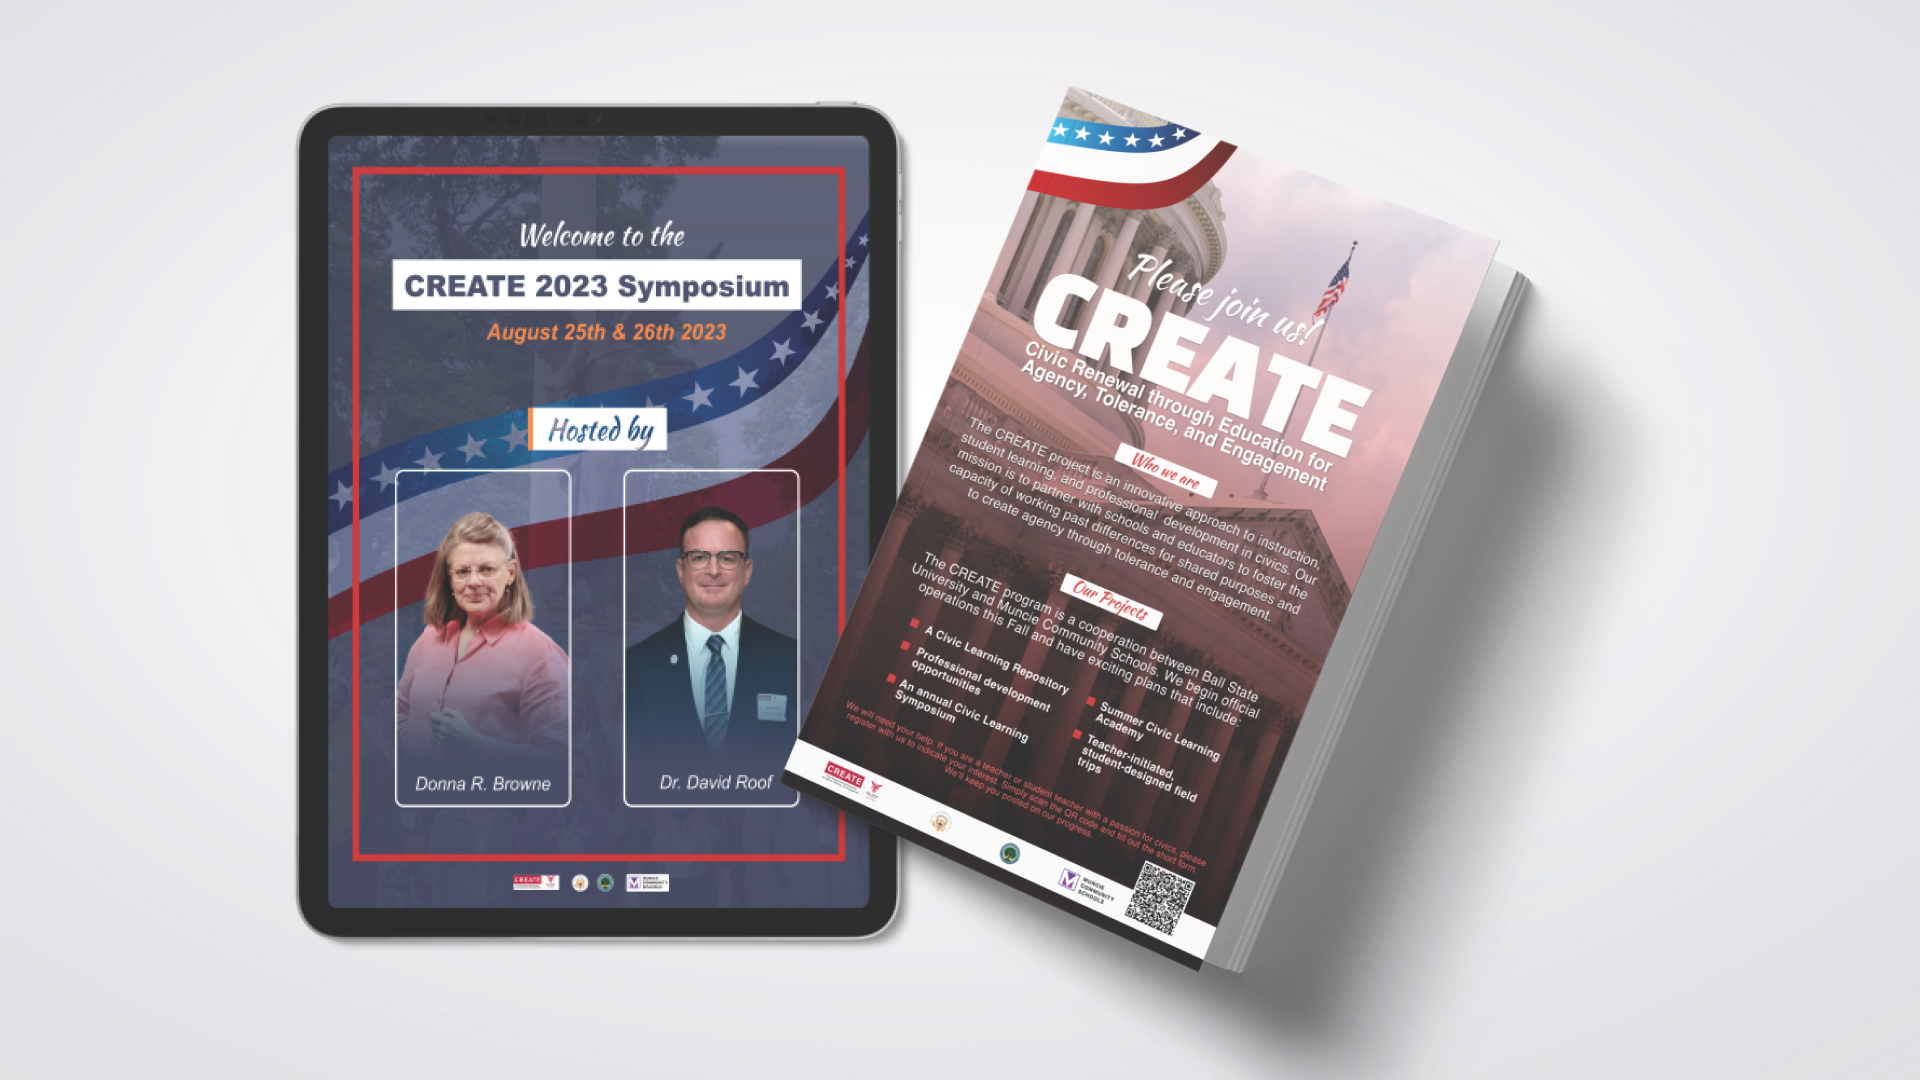 Welcome to the
CREATE 2023 Symposium
August 25th & 26th 2023
Hosted by
Donna R. Browne
Dr. David Roof
CREATE
MUNCIE
COMMUNITY
SCHOOLS
Please join us!
CREATE
Civic Renewal through Education for
Agency, Tolerance, and Engagement
Who we are
The CREATE project is an innovative approach to instruction,
student learning, and professional development in civics. Our
mission is to partner with schools and educators to foster the
capacity of working past differences for shared purposes and
to create agency through tolerance and engagement.
Our Projects
The CREATE program is a cooperation between Ball State
University and Muncie Community Schools. We begin official
operations this Fall and have exciting plans that include:
A Civic Learning Repository
Professional development
opportunities
An annual Civic Learning
Symposium
Summer Civic Learning
Academy
Teacher-initiated,
student-designed field
trips
We will need your help. If you are a teacher or student teacher with a passion for civics, please
register with us to indicate your interest. Simply scan the QR code and fill out the short form.
We'll keep you posted on our progress.
CREATE
MUNCIE
COMMUNITY
SCHOOLS